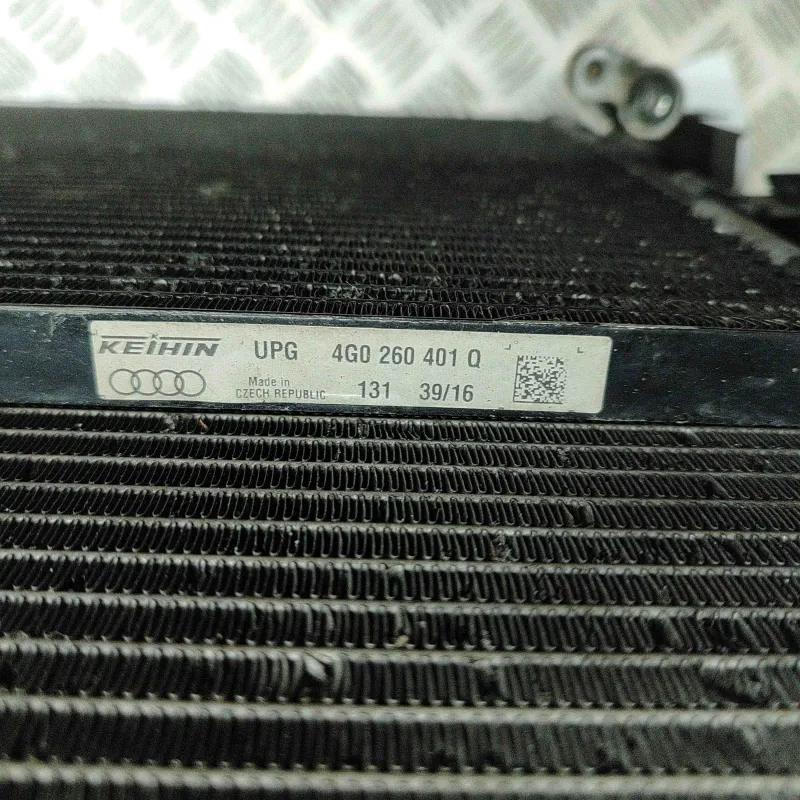 KEIHIN UPG 4G0 260 401 Q
Made in
CZECH REPUBLIC 131 39/16